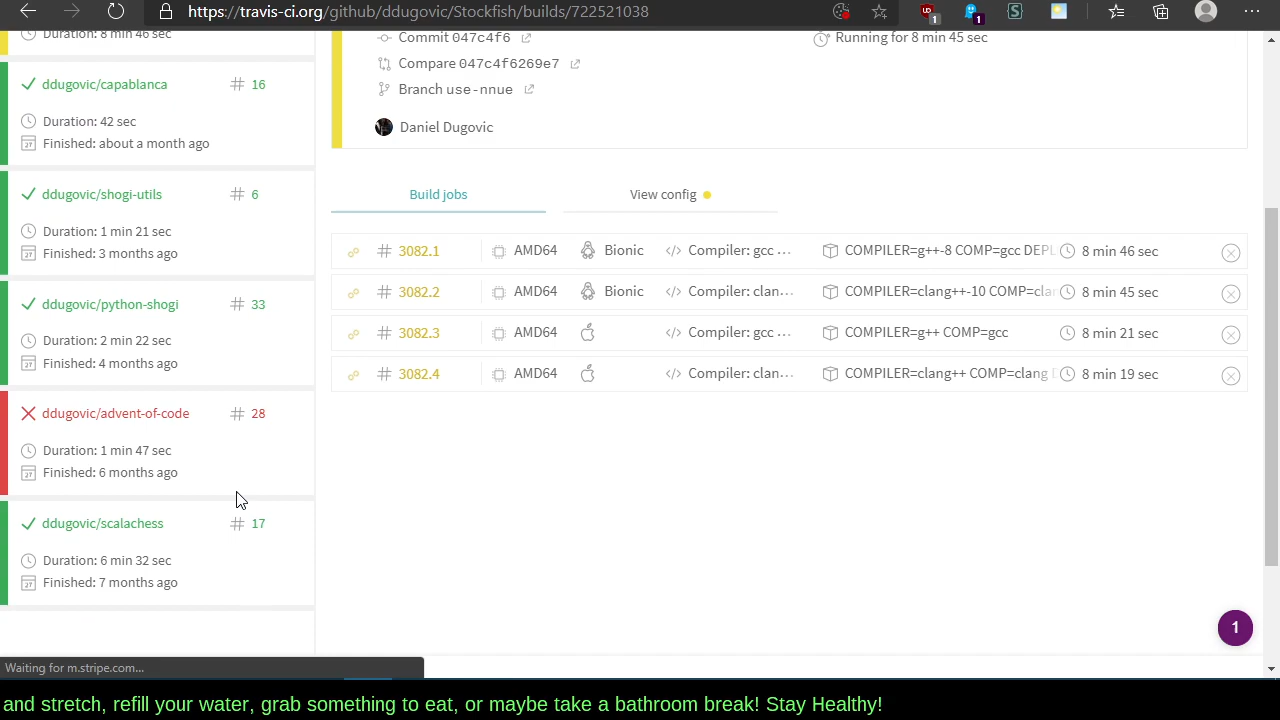 https://travis-ci.org/github/ddugovic/Stockfish/builds/722521038
1
1
Duration: 8 min 46 sec
ddugovic/capablanca # 16
Duration: 42 sec
Finished: about a month ago
ddugovic/shogi-utils # 6
Duration: 1 min 21 sec
Finished: 3 months ago
ddugovic/python-shogi # 33
Duration: 2 min 22 sec
Finished: 4 months ago
ddugovic/advent-of-code # 28
Duration: 1 min 47 sec
Finished: 6 months ago
ddugovic/scalachess # 17
Duration: 6 min 32 sec
Finished: 7 months ago
Commit 047c4f6
Running for 8 min 45 sec
Compare 047c4f6269e7
Branch use-nnue
Daniel Dugovic
Build jobs
View config
# 3082.1 AMD64 Bionic </> Compiler: gcc ... COMPILER=g++-8 COMP=gcc DEPL 8 min 46 sec
# 3082.2 AMD64 Bionic </> Compiler: clan... COMPILER=clang++-10 COMP=cla 8 min 45 sec
# 3082.3 AMD64 </> Compiler: gcc ... COMPILER=g++ COMP=gcc 8 min 21 sec
# 3082.4 AMD64 </> Compiler: clan... COMPILER=clang++ COMP=clang D 8 min 19 sec
1
Waiting for m.stripe.com...
and stretch, refill your water, grab something to eat, or maybe take a bathroom break! Stay Healthy!